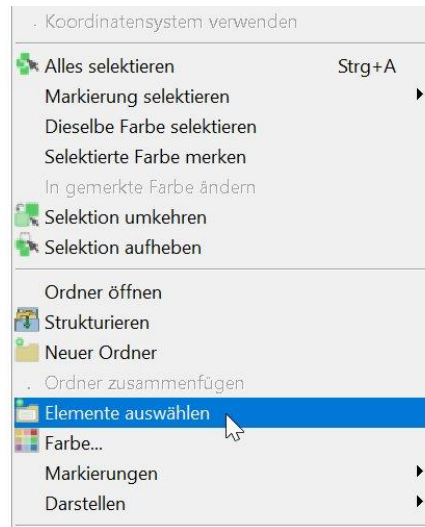 Koordinatensystem verwenden
Alles selektieren Strg+A
Markierung selektieren
Dieselbe Farbe selektieren
Selektierte Farbe merken
In gemerkte Farbe ändern
Selektion umkehren
Selektion aufheben
Ordner öffnen
Strukturieren
Neuer Ordner
Ordner zusammenfügen
Elemente auswählen
Farbe...
Markierungen
Darstellen